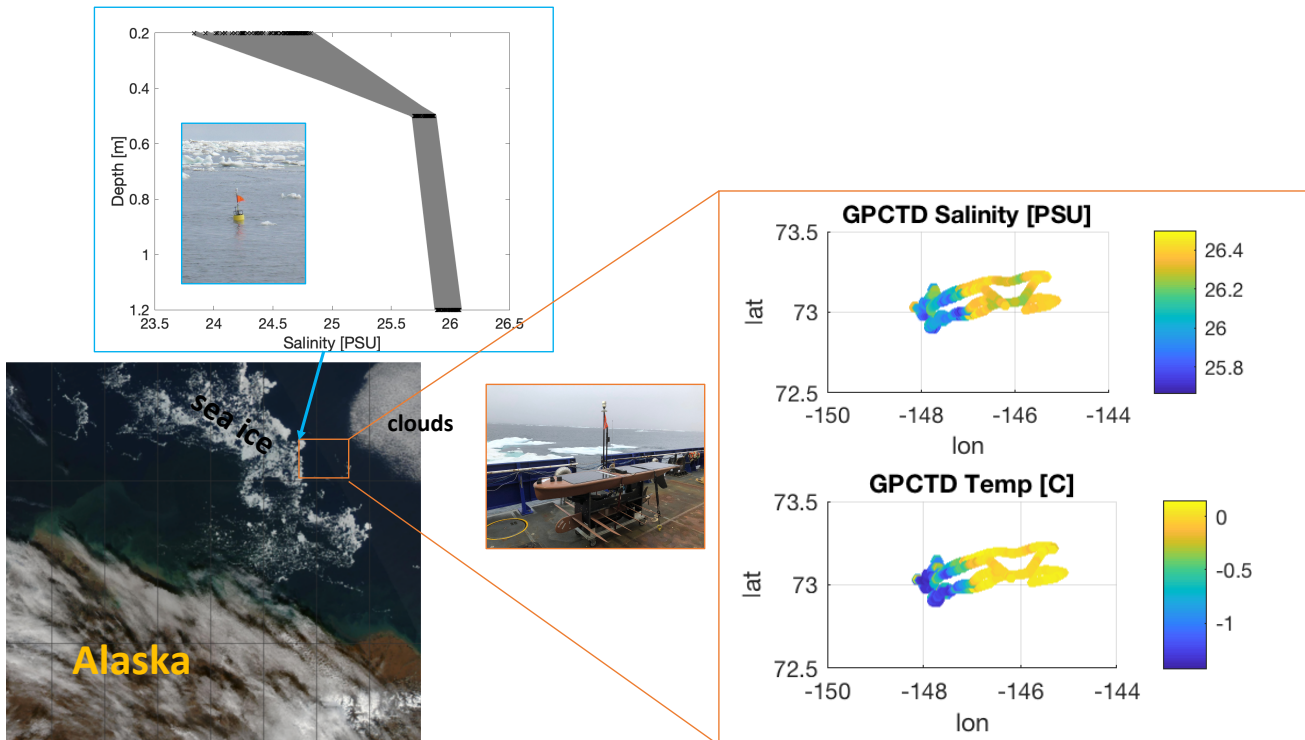 0.2
0.4
0.6
0.8
1
1.2
Depth [m]
23.5 24 24.5 25 25.5 26 26.5
Salinity [PSU]
sea ice
clouds
Alaska
GPCTD Salinity [PSU]
73.5
73
72.5
lat
-150 -148 -146 -144
lon
26.4
26.2
26
25.8
GPCTD Temp [C]
73.5
73
72.5
lat
-150 -148 -146 -144
lon
0
-0.5
-1